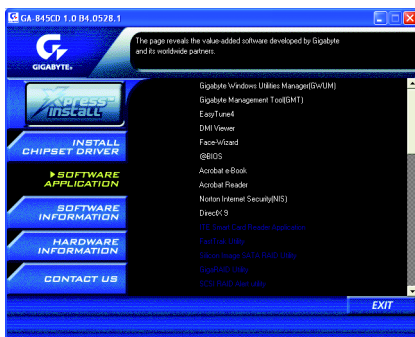 GA-845CD 1.0 B4.0528.1
GIGABYTE
The page reveals the value-added software developed by Gigabyte
and its worldwide partners.
Xpress
Install
INSTALL
CHIPSET DRIVER
SOFTWARE
APPLICATION
SOFTWARE
INFORMATION
HARDWARE
INFORMATION
CONTACT US
Gigabyte Windows Utilities Manager(GWUM)
Gigabyte Management Tool(GMT)
EasyTune4
DMI Viewer
Face-Wizard
@BIOS
Acrobat e-Book
Acrobat Reader
Norton Internet Security(NIS)
DirectX 9
EXIT